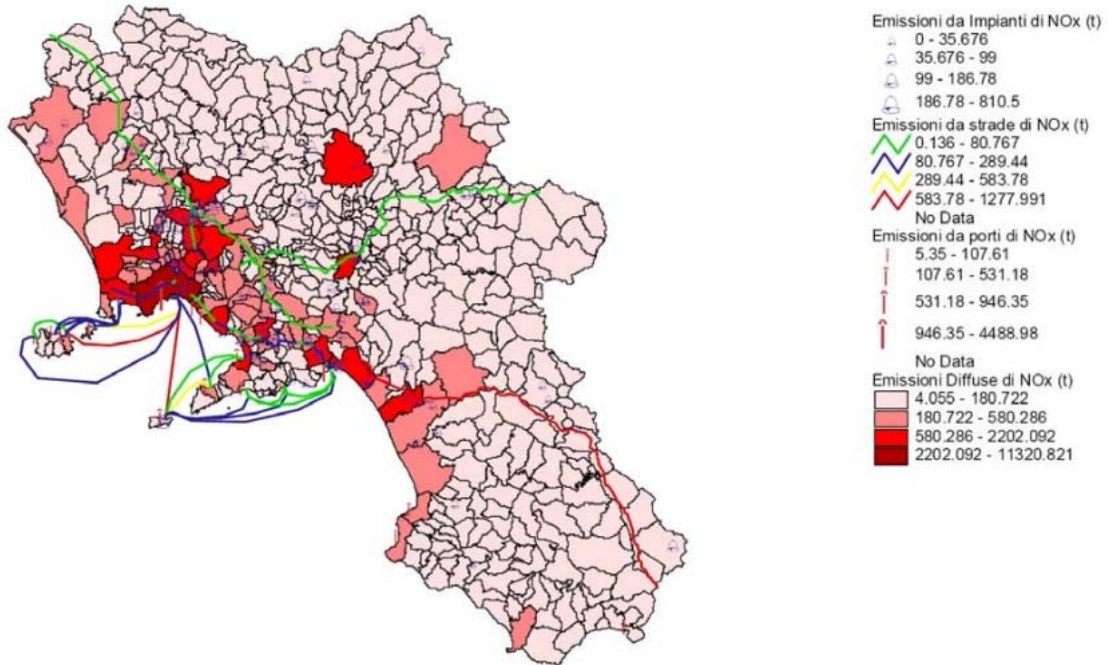 Emissioni da Impianti di NOx (t)
0 - 35.676
35.676 - 99
99 - 186.78
186.78 - 810.5
Emissioni da strade di NOx (t)
0.136 - 80.767
80.767 - 289.44
289.44 - 583.78
583.78 - 1277.991
No Data
Emissioni da porti di NOx (t)
5.35 - 107.61
107.61 - 531.18
531.18 - 946.35
946.35 - 4488.98
No Data
Emissioni Diffuse di NOx (t)
4.055 - 180.722
180.722 - 580.286
580.286 - 2202.092
2202.092 - 11320.821